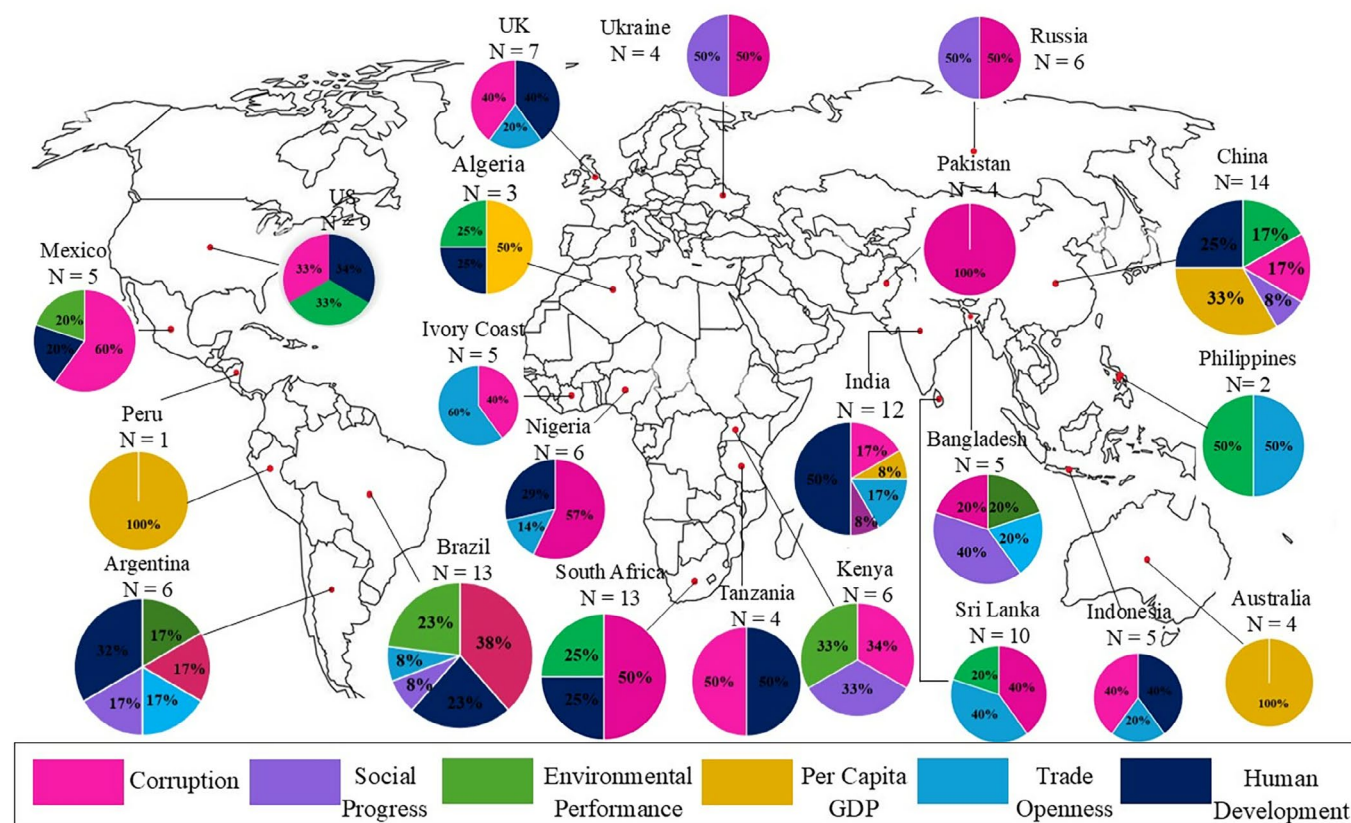 UK
N = 7
40%
40%
20%
Ukraine
N = 4
50%
50%
Russia
N = 6
50%
50%
Algeria
N = 3
25%
50%
25%
Pakistan
N = 4
100%
China
N= 14
25%
17%
17%
8%
33%
US
N = 9
33%
34%
33%
Mexico
N = 5
20%
60%
20%
Ivory Coast
N = 5
40%
60%
Nigeria
N = 6
29%
57%
14%
India
N = 12
17%
8%
17%
8%
50%
Philippines
N= 2
50%
50%
Peru
N = 1
100%
Bangladesh
N = 5
20%
20%
20%
40%
Argentina
N = 6
32%
17%
17%
17%
17%
Brazil
N = 13
23%
38%
8%
8%
23%
South Africa
N = 13
25%
50%
25%
Tanzania
N = 4
50%
50%
Kenya
N = 6
33%
34%
33%
Sri Lanka
N = 10
20%
40%
40%
Indonesia
N = 5
40%
40%
20%
Australia
N = 4
100%
Corruption
Social
Progress
Environmental
Performance
Per Capita
GDP
Trade
Openness
Human
Development